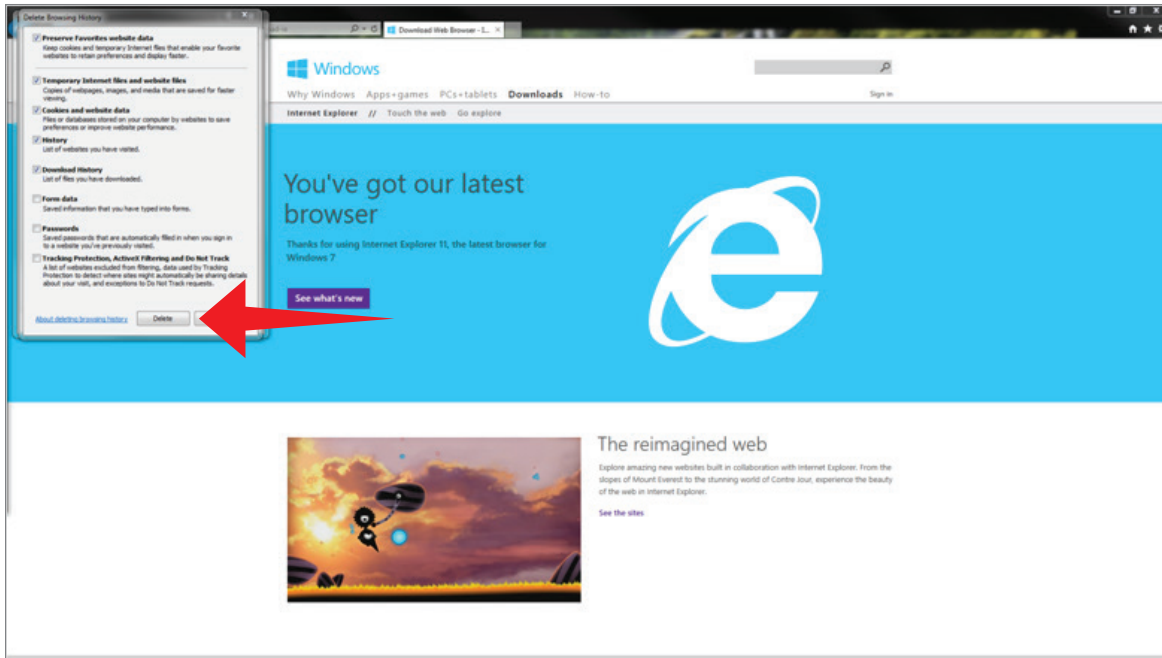 Delete Browsing History
Preserve Favorites website data
Keep cookies and temporary Internet files that enable your favorite
websites to retain preferences and display faster.
Temporary Internet files and website files
Copies of webpages, images, and media that are saved for faster
viewing.
Cookies and website data
Files or databases stored on your computer by websites to save
preferences or improve website performance.
History
List of websites you have visited.
Download History
List of files you have downloaded.
Form data
Saved information that you have typed into forms.
Passwords
Saved passwords that are automatically filled in when you sign in
to a website you've previously visited.
Tracking Protection, ActiveX Filtering and Do Not Track
A list of websites excluded from filtering, data used by Tracking
Protection to detect where sites might automatically be sharing details
about your visit, and exceptions to Do Not Track requests.
About deleting browsing history Delete
Download Web Browser - I...
Windows
Why Windows Apps+games PCs+tablets Downloads How-to Sign in
Internet Explorer // Touch the web Go explore
You've got our latest
browser
Thanks for using Internet Explorer 11, the latest browser for
Windows 7
See what's new
The reimagined web
Explore amazing new websites built in collaboration with Internet Explorer. From the
slopes of Mount Everest to the stunning world of Contre Jour, experience the beauty
of the web in Internet Explorer.
See the sites